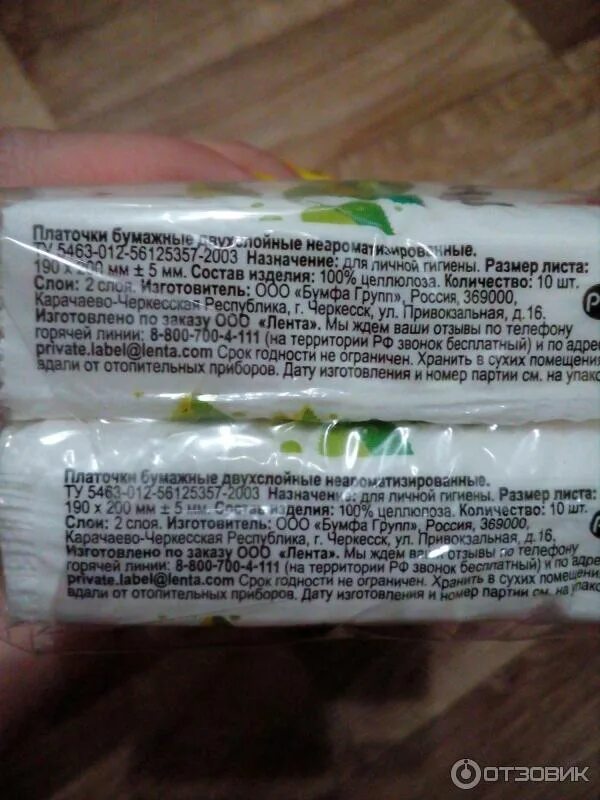 Платочки бумажные двухслойные неароматизированные.
ТУ 5463-012-56125357-2003 Назначение: для личной гигиены. Размер листа:
190 х 200 мм ± 5 мм. Состав изделия: 100% целлюлоза. Количество: 10 шт.
Слои: 2 слоя. Изготовитель: ООО «Бумфа Групп», Россия, 369000,
Карачаево-Черкесская Республика, г. Черкесск, ул. Привокзальная, д.16.
Изготовлено по заказу ООО «Лента». Мы ждем ваши отзывы по телефону
горячей линии: 8-800-700-4-111 (на территории РФ звонок бесплатный) и по адре
private.label@lenta.com Срок годности не ограничен. Хранить в сухих помещения
вдали от отопительных приборов. Дату изготовления и номер партии см. на упако
Платочки бумажные двухслойные неароматизированные.
ТУ 5463-012-56125357-2003 Назначение: для личной гигиены. Размер листа:
190 х 200 мм ± 5 мм. Состав изделия: 100% целлюлоза. Количество: 10 шт.
Слои: 2 слоя. Изготовитель: ООО «Бумфа Групп», Россия, 369000,
Карачаево-Черкесская Республика, г. Черкесск, ул. Привокзальная, д.16.
Изготовлено по заказу ООО «Лента». Мы ждем ваши отзывы по телефону
горячей линии: 8-800-700-4-111 (на территории РФ звонок бесплатный) и по адре
private.label@lenta.com Срок годности не ограничен. Хранить в сухих помещени
вдали от отопительных приборов. Дату изготовления и номер партии см. на упако
ОТЗОВИК